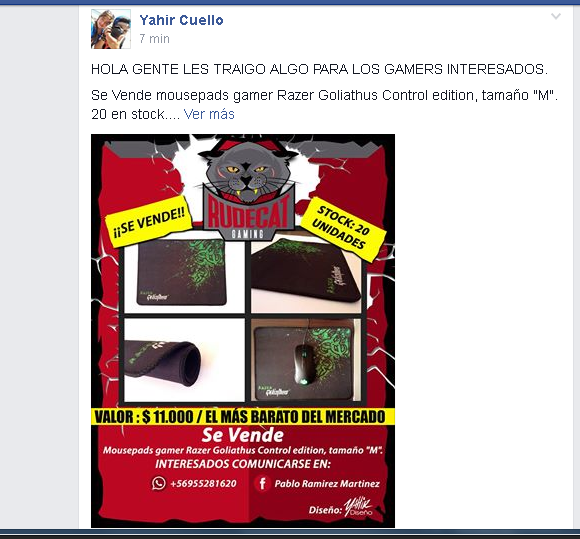 Yahir Cuello
7 min
HOLA GENTE LES TRAIGO ALGO PARA LOS GAMERS INTERESADOS.
Se Vende mousepads gamer Razer Goliathus Control edition, tamaño "M".
20 en stock.... Ver más
RUDECAT
GAMING
¡¡SE VENDE!!
STOCK: 20
UNIDADES
RAZER
Goliathus
RAZER
Goliathus
VALOR : $ 11.000 / EL MÁS BARATO DEL MERCADO
Se Vende
Mousepads gamer Razer Goliathus Control edition, tamaño "M".
INTERESADOS COMUNICARSE EN:
+56955281620
Pablo Ramirez Martinez
Diseño: Yahir
Diseño